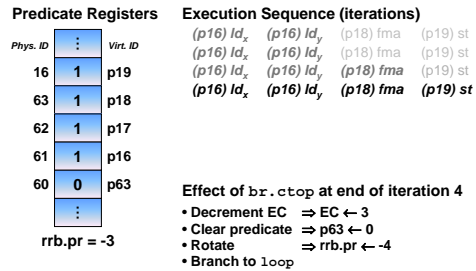 Predicate Registers
Phys. ID
Virt. ID
⋮
16 1 p19
63 1 p18
62 1 p17
61 1 p16
60 0 p63
⋮
rrb.pr = -3
Execution Sequence (iterations)
(p16) ldx (p16) ldy (p18) fma (p19) st
(p16) ldx (p16) ldy (p18) fma (p19) st
(p16) ldx (p16) ldy (p18) fma (p19) st
(p16) ldx (p16) ldy (p18) fma (p19) st
Effect of br.ctop at end of iteration 4
• Decrement EC ⇒ EC ← 3
• Clear predicate ⇒ p63 ← 0
• Rotate ⇒ rrb.pr ← -4
• Branch to loop